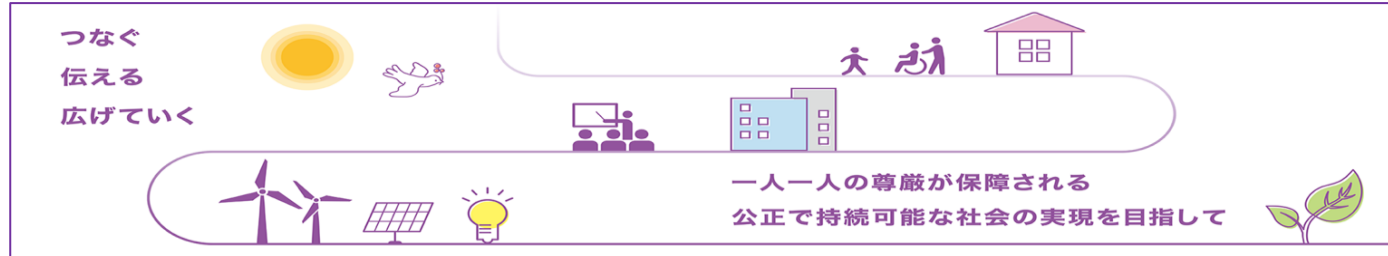 つなぐ
伝える
広げていく
一人一人の尊厳が保障される
公正で持続可能な社会の実現を目指して